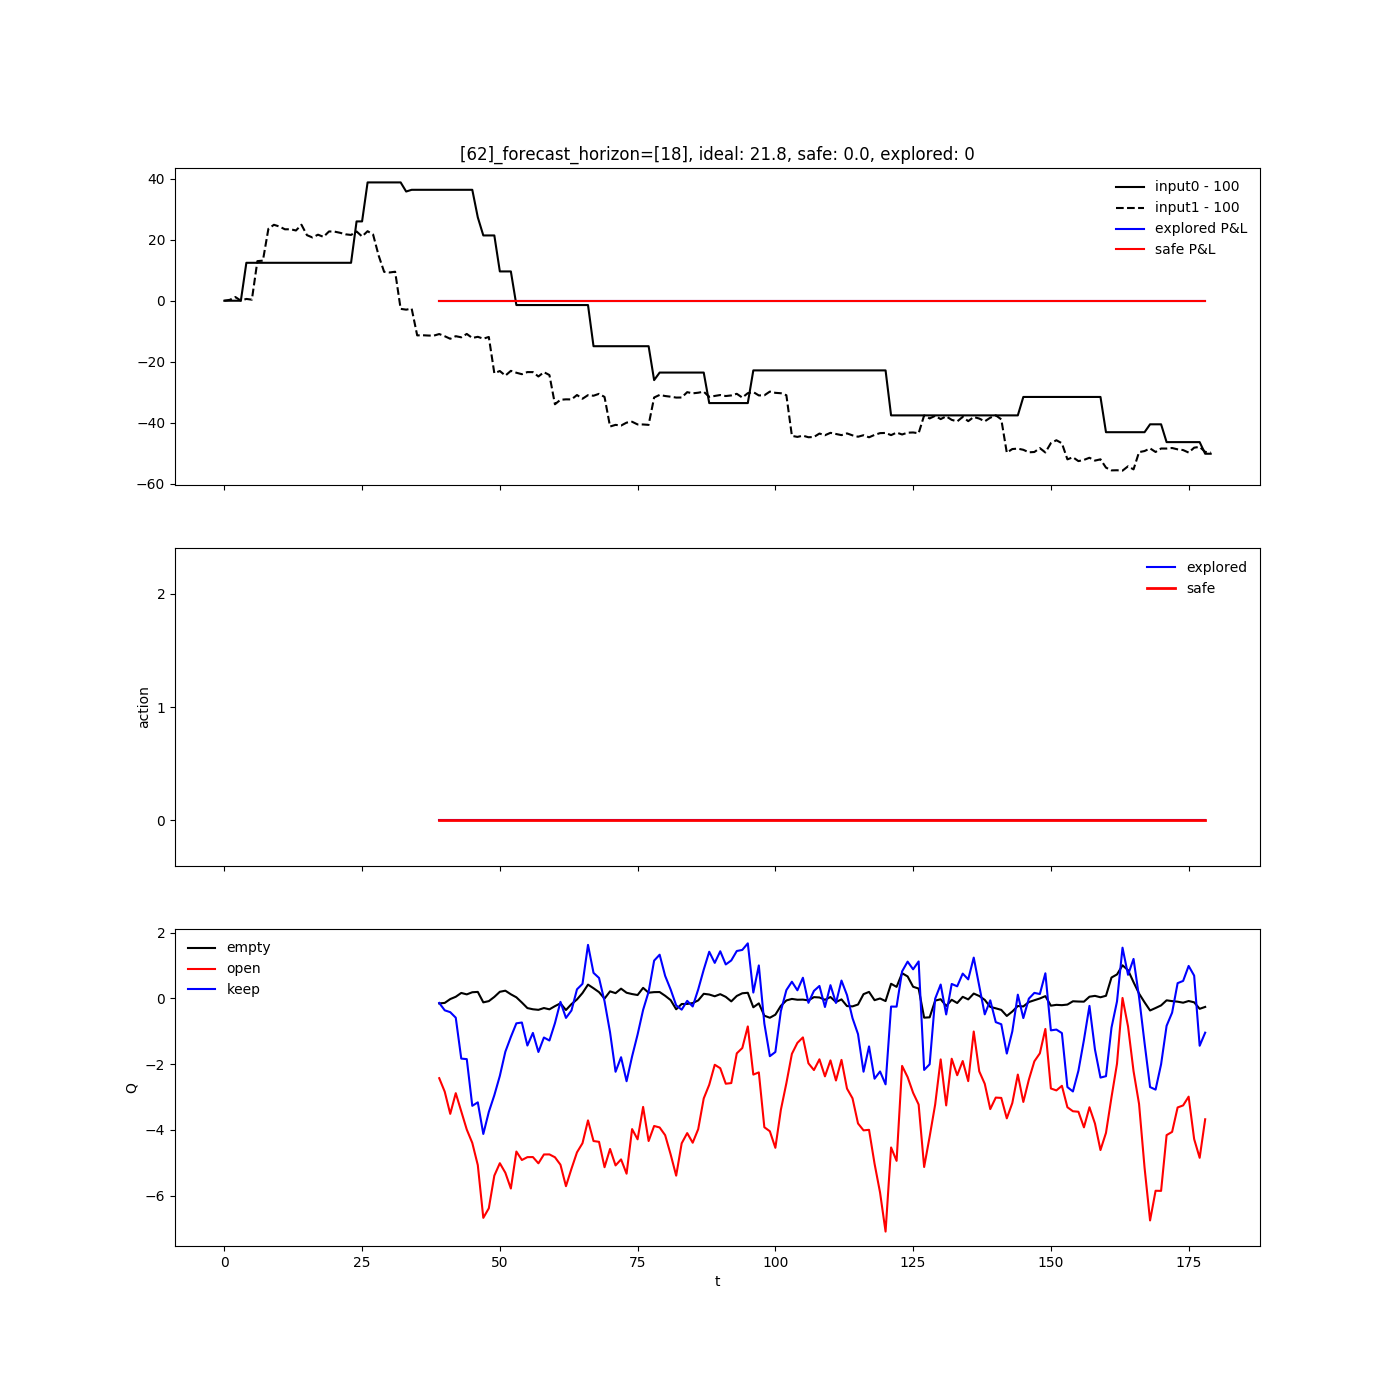 [62]_forecast_horizon=[18], ideal: 21.8, safe: 0.0, explored: 0
40
20
0
−20
−40
−60
input0 - 100
input1 - 100
explored P&L
safe P&L
action
2
1
0
explored
safe
Q
2
0
−2
−4
−6
empty
open
keep
0 25 50 75 100 125 150 175
t